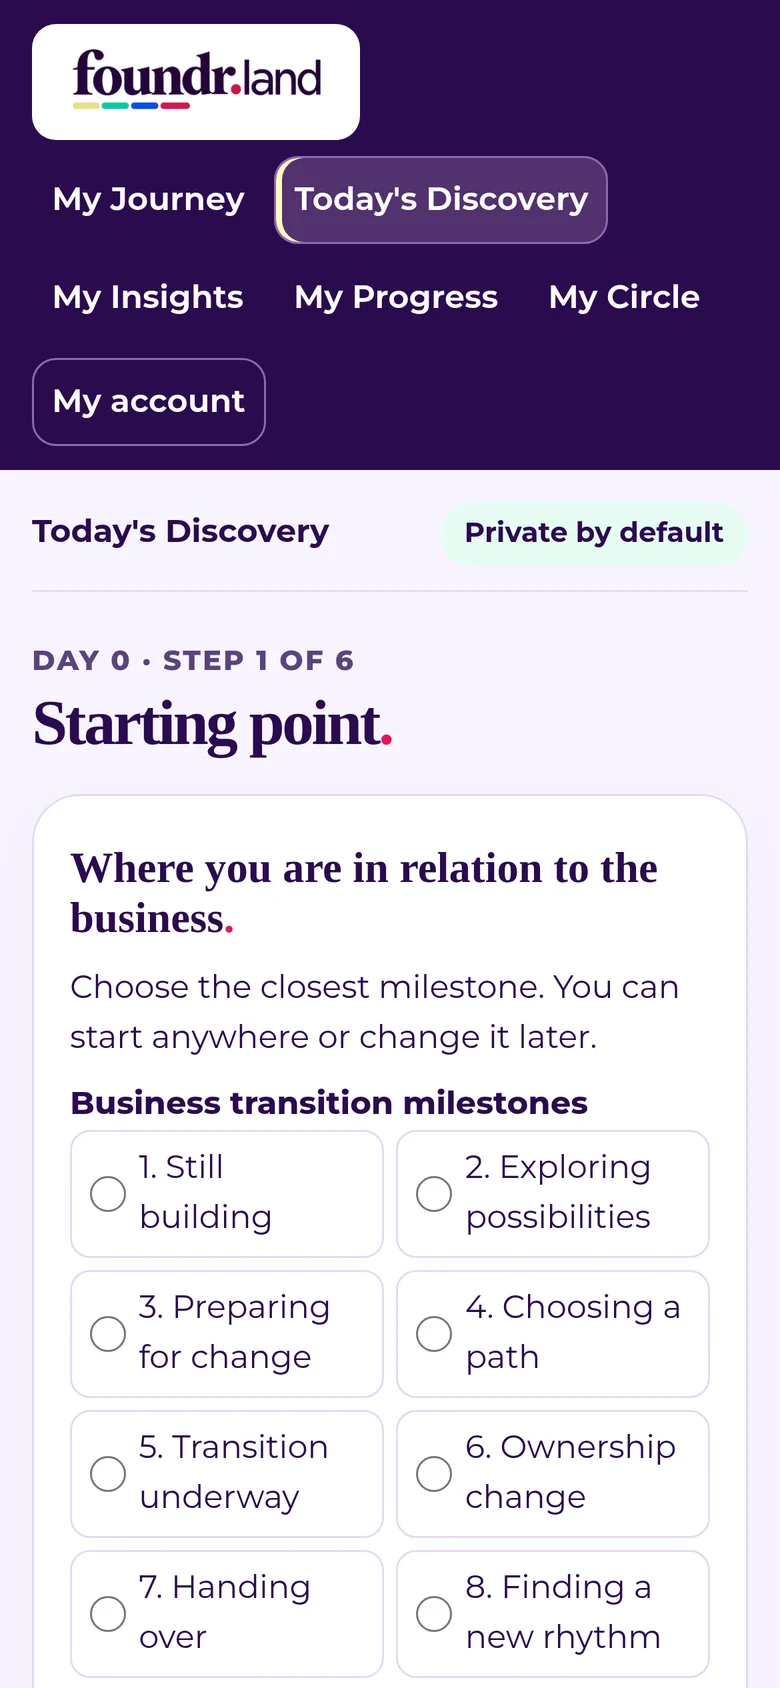 foundr.land
My Journey
Today's Discovery
My Insights
My Progress
My Circle
My account
Today's Discovery
Private by default
DAY 0 · STEP 1 OF 6
Starting point.
Where you are in relation to the
business.
Choose the closest milestone. You can
start anywhere or change it later.
Business transition milestones
1. Still
building
2. Exploring
possibilities
3. Preparing
for change
4. Choosing a
path
5. Transition
underway
6. Ownership
change
7. Handing
over
8. Finding a
new rhythm